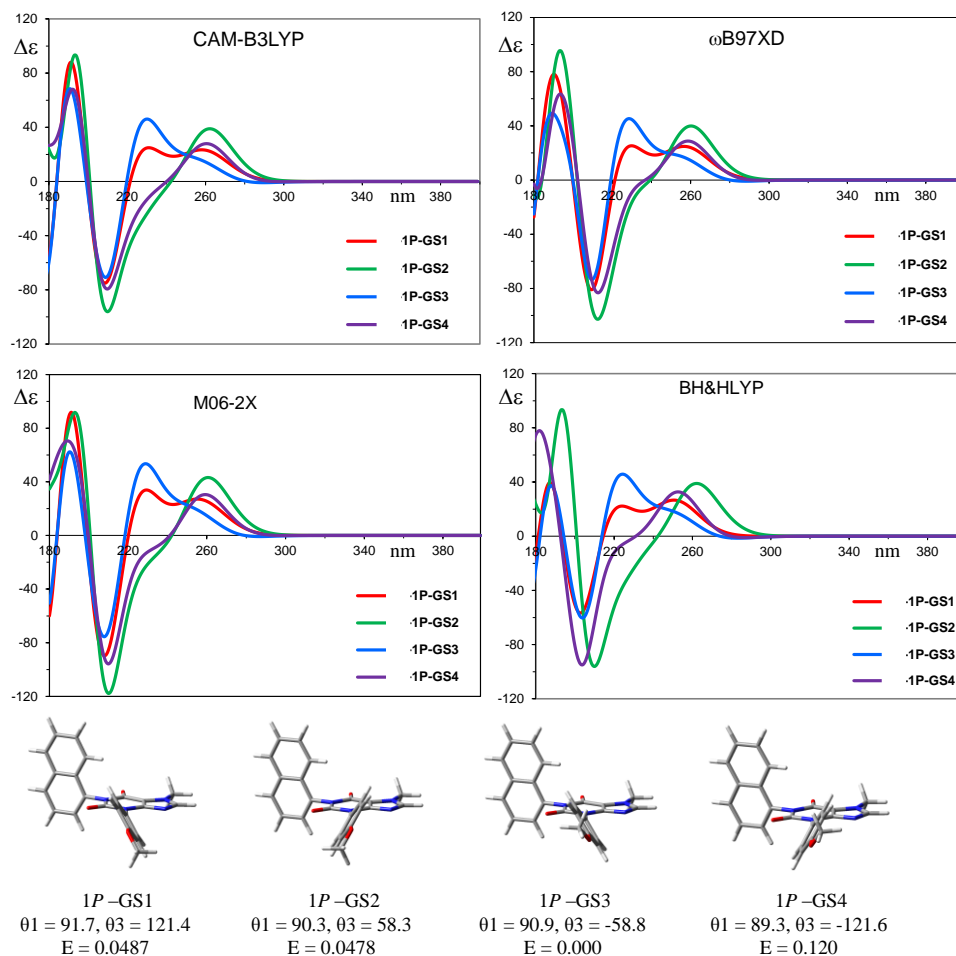 CAM-B3LYP
Δε
120
80
40
0
-40
-80
-120
180 220 260 300 340 380
nm
1P-GS1
1P-GS2
1P-GS3
1P-GS4
ωB97XD
Δε
120
80
40
0
-40
-80
-120
180 220 260 300 340 380
nm
1P-GS1
1P-GS2
1P-GS3
1P-GS4
M06-2X
Δε
120
80
40
0
-40
-80
-120
180 220 260 300 340 380
nm
1P-GS1
1P-GS2
1P-GS3
1P-GS4
BH&HLYP
Δε
120
80
40
0
-40
-80
-120
180 220 260 300 340 380
nm
1P-GS1
1P-GS2
1P-GS3
1P-GS4
1P –GS1 1P –GS2 1P –GS3 1P –GS4
θ1 = 91.7, θ3 = 121.4 θ1 = 90.3, θ3 = 58.3 θ1 = 90.9, θ3 = -58.8 θ1 = 89.3, θ3 = -121.6
E = 0.0487 E = 0.0478 E = 0.000 E = 0.120